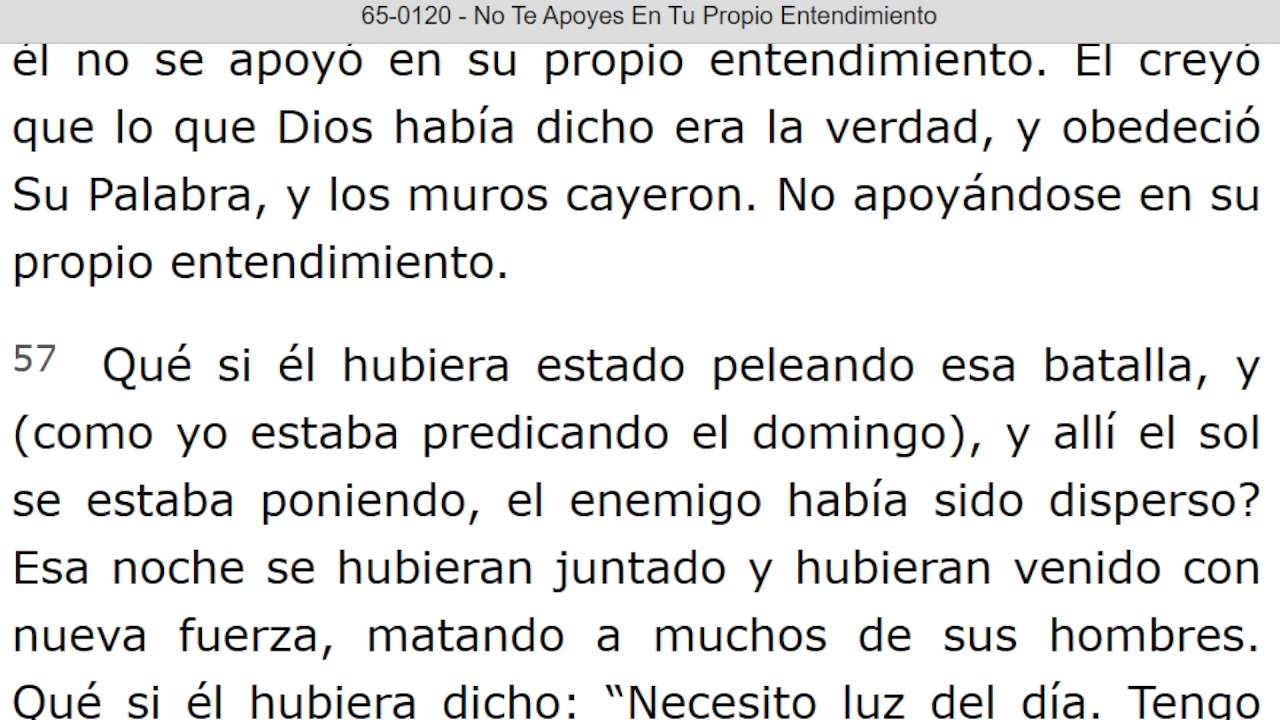 65-0120 - No Te Apoyes En Tu Propio Entendimiento
él no se apoyó en su propio entendimiento. Él creyó
que lo que Dios había dicho era la verdad, y obedeció
Su Palabra, y los muros cayeron. No apoyándose en su
propio entendimiento.
57 Qué si él hubiera estado peleando esa batalla, y
(como yo estaba predicando el domingo), y allí el sol
se estaba poniendo, el enemigo había sido disperso?
Esa noche se hubieran juntado y hubieran venido con
nueva fuerza, matando a muchos de sus hombres.
Qué si él hubiera dicho: “Necesito luz del día. Tengo